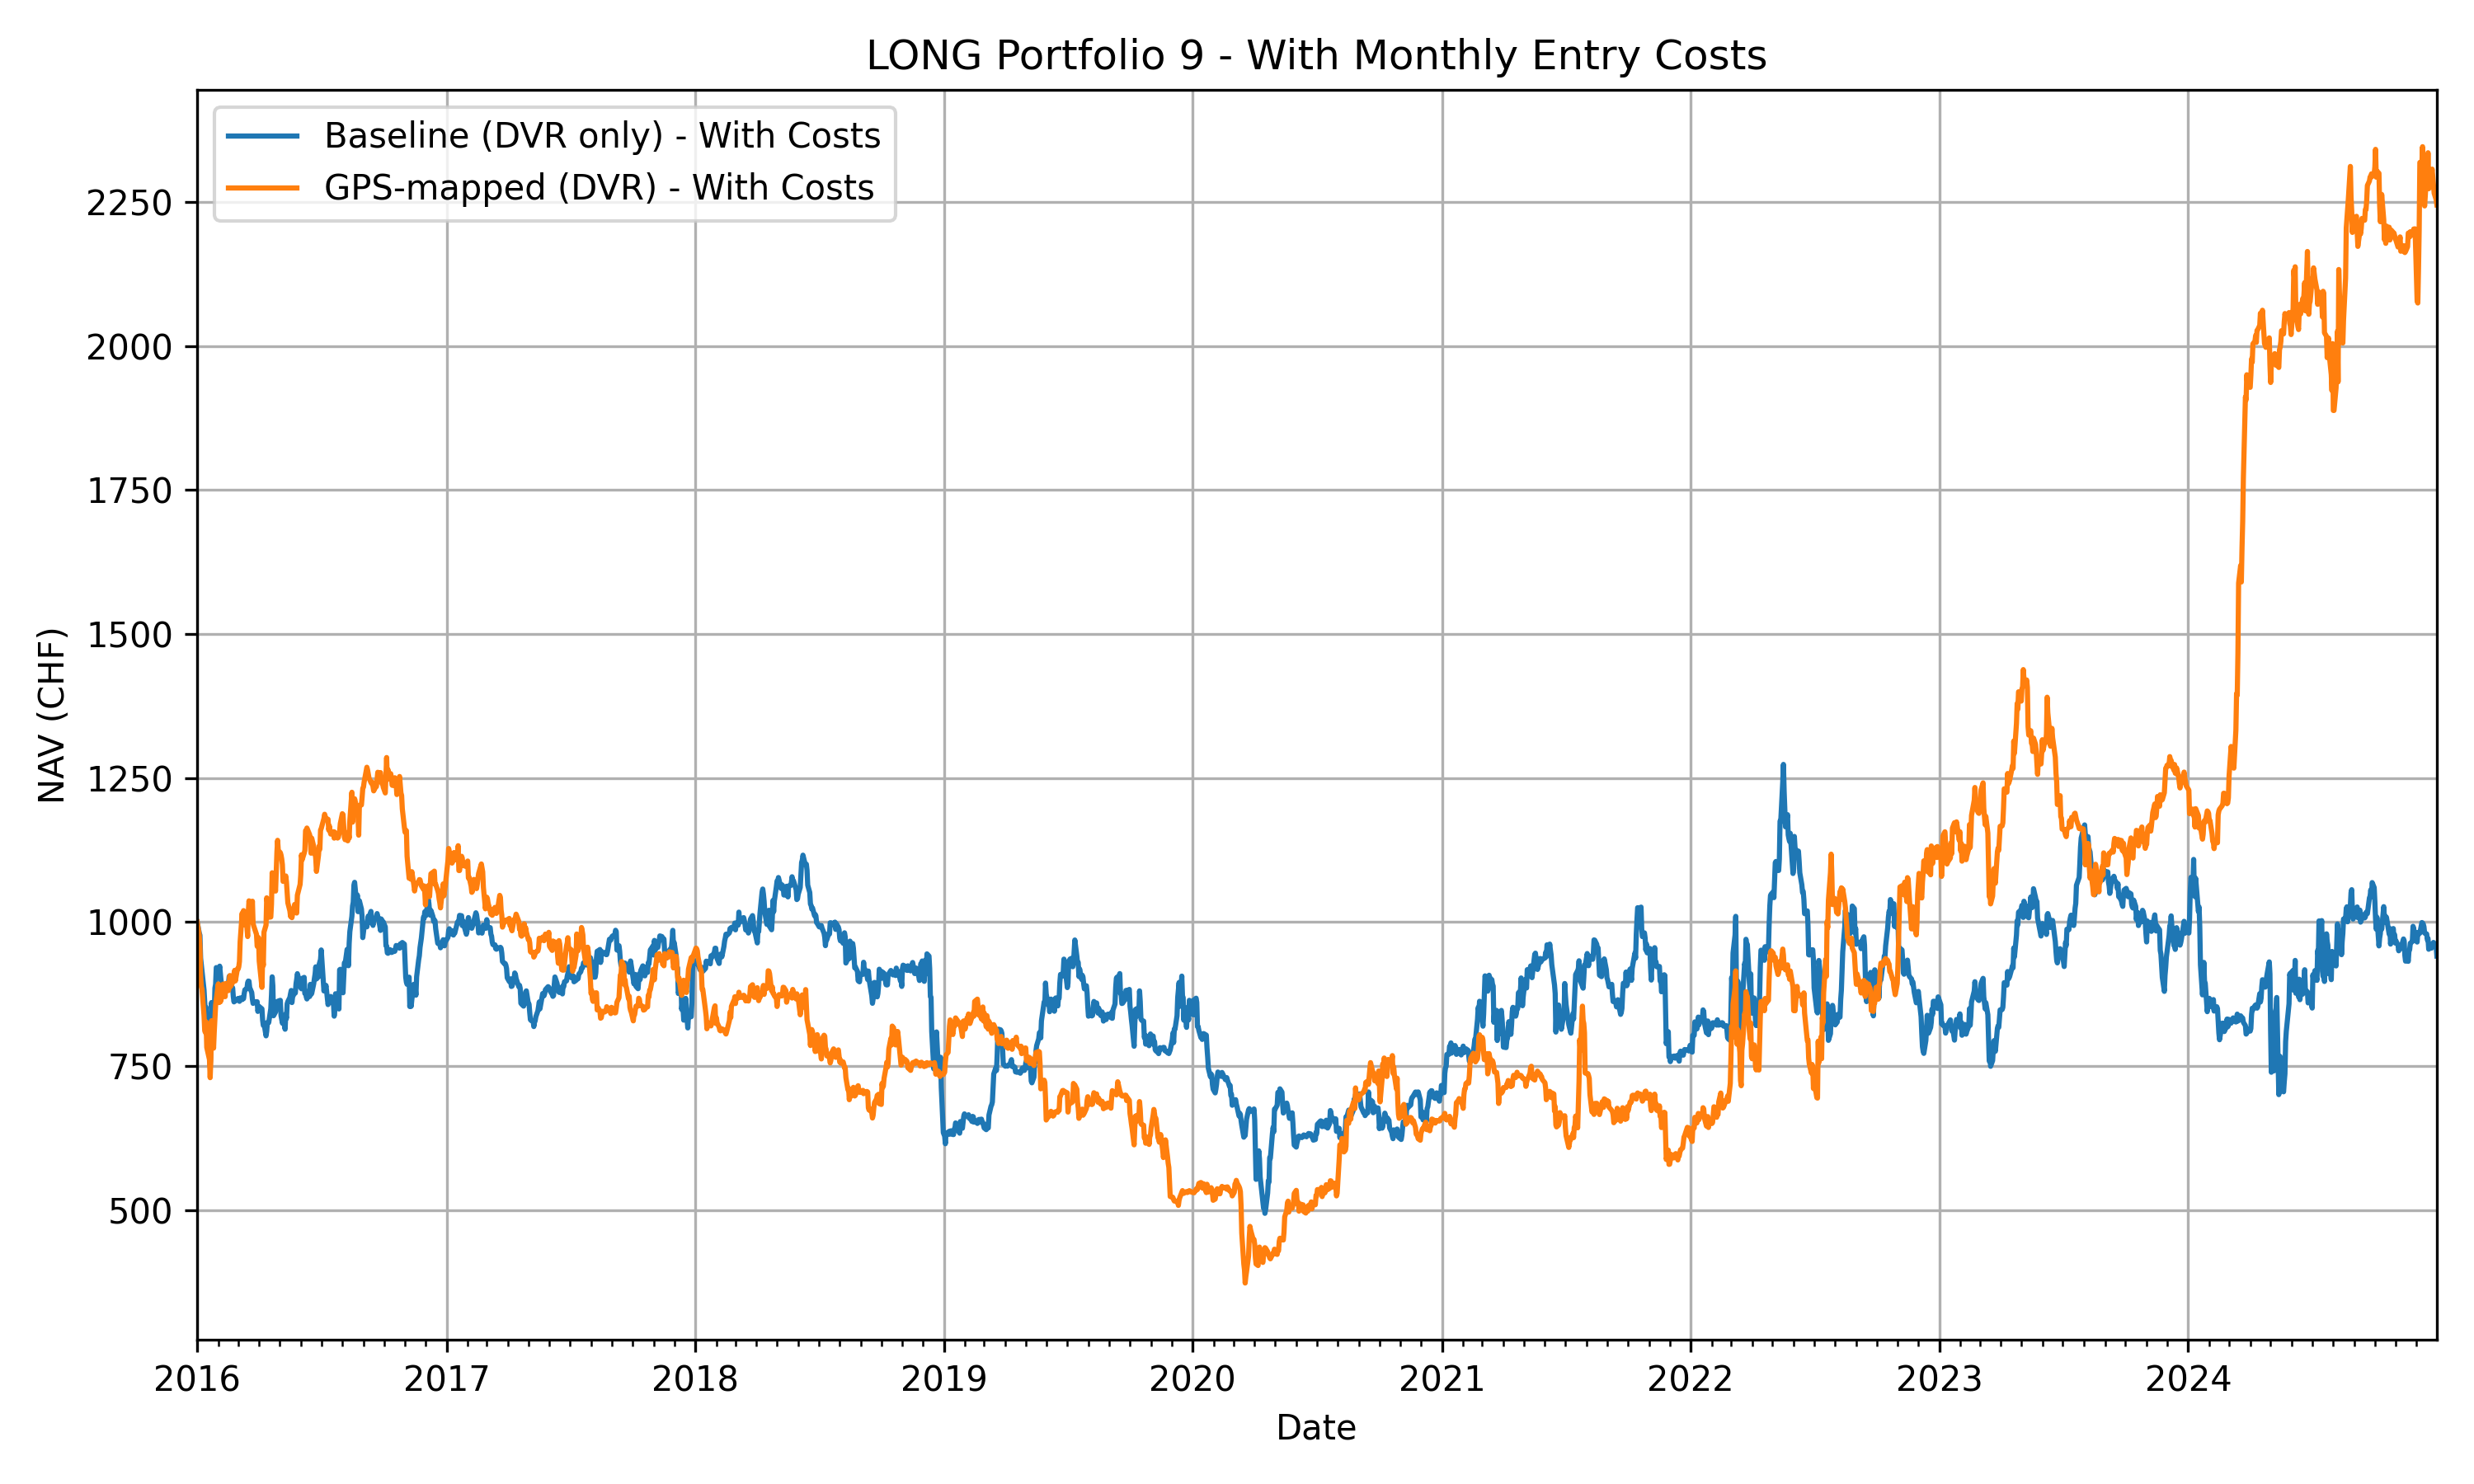 LONG Portfolio 9 - With Monthly Entry Costs
Baseline (DVR only) - With Costs
GPS-mapped (DVR) - With Costs
2250
2000
1750
1500
1250
1000
750
500
NAV (CHF)
2016 2017 2018 2019 2020 2021 2022 2023 2024
Date